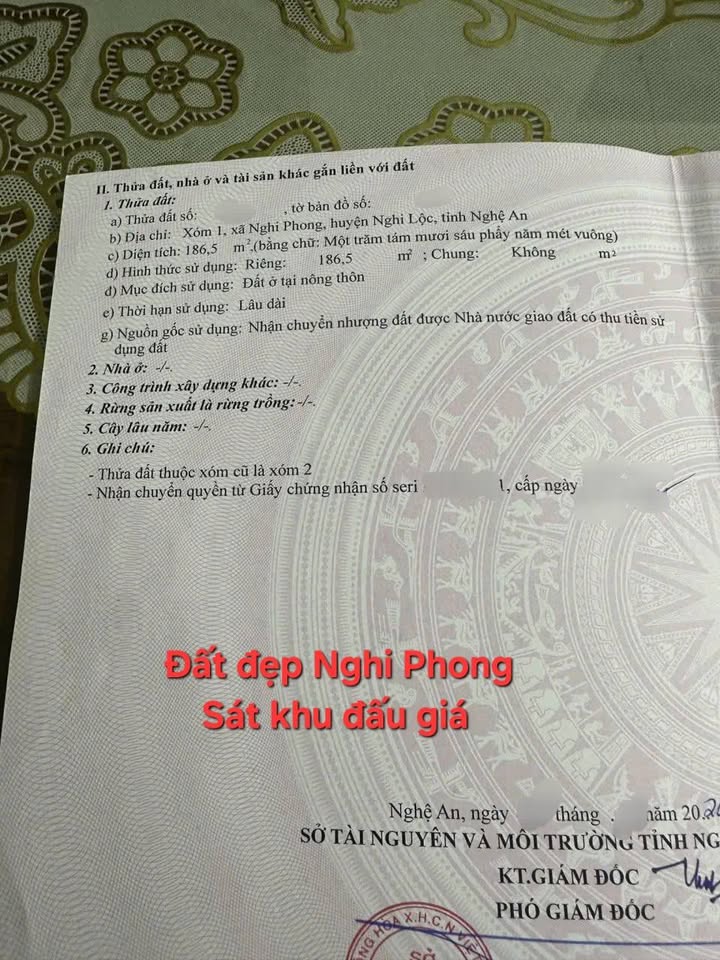 II. Thửa đất, nhà ở và tài sản khác gắn liền với đất
1. Thửa đất:
a) Thửa đất số: , tờ bản đồ số:
b) Địa chỉ: Xóm 1, xã Nghi Phong, huyện Nghi Lộc, tỉnh Nghệ An
c) Diện tích: 186,5 m²,(bằng chữ: Một trăm tám mươi sáu phẩy năm mét vuông)
d) Hình thức sử dụng: Riêng: 186,5 m² ; Chung: Không m²
đ) Mục đích sử dụng: Đất ở tại nông thôn
e) Thời hạn sử dụng: Lâu dài
g) Nguồn gốc sử dụng: Nhận chuyển nhượng đất được Nhà nước giao đất có thu tiền sử
dụng đất
2. Nhà ở: -/-.
3. Công trình xây dựng khác: -/-.
4. Rừng sản xuất là rừng trồng: -/-.
5. Cây lâu năm: -/-.
6. Ghi chú:
- Thửa đất thuộc xóm cũ là xóm 2
- Nhận chuyển quyền từ Giấy chứng nhận số seri 1, cấp ngày
Đất đẹp Nghi Phong
Sát khu đấu giá
Nghệ An, ngày tháng . năm 2020
SỞ TÀI NGUYÊN VÀ MÔI TRƯỜNG TỈNH NG
KT.GIÁM ĐỐC
PHÓ GIÁM ĐỐC
NG HÒA X.H.C.N VIỆT
SỞ